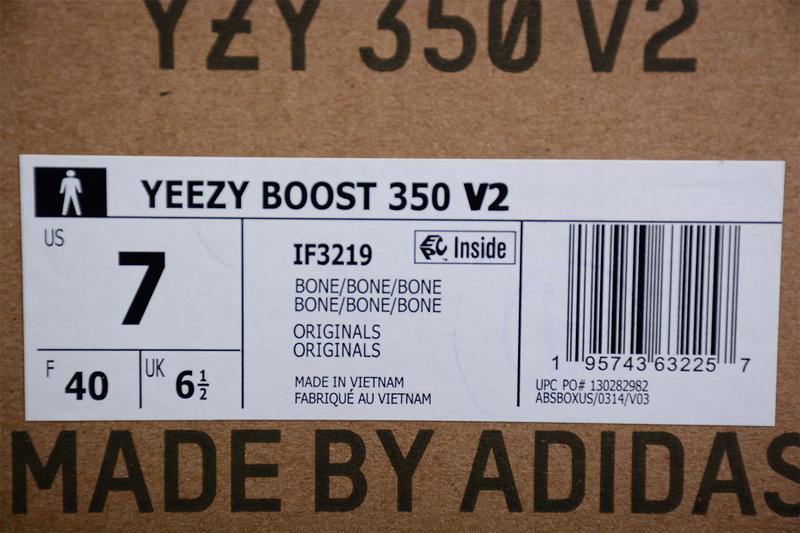 YZY 350 V2
YEEZY BOOST 350 V2
US
7
F
40
UK
6½
IF3219
Inside
BONE/BONE/BONE
BONE/BONE/BONE
ORIGINALS
ORIGINALS
MADE IN VIETNAM
FABRIQUÉ AU VIETNAM
1 95743 63225 7
UPC PO# 130282982
ABSBOXUS/0314/V03
MADE BY ADIDAS